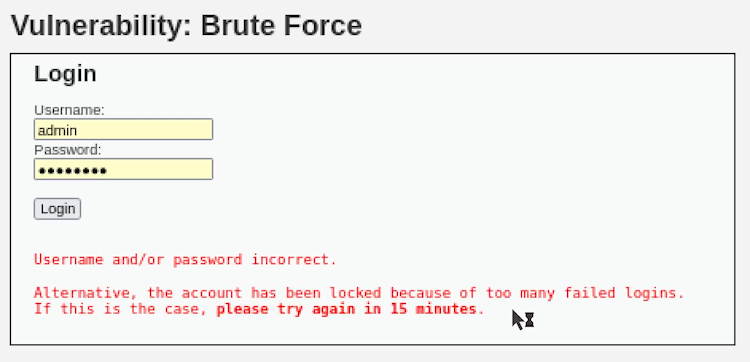 Vulnerability: Brute Force
Login
Username:
admin
Password:
●●●●●●●●
Login
Username and/or password incorrect.
Alternative, the account has been locked because of too many failed logins.
If this is the case, please try again in 15 minutes.